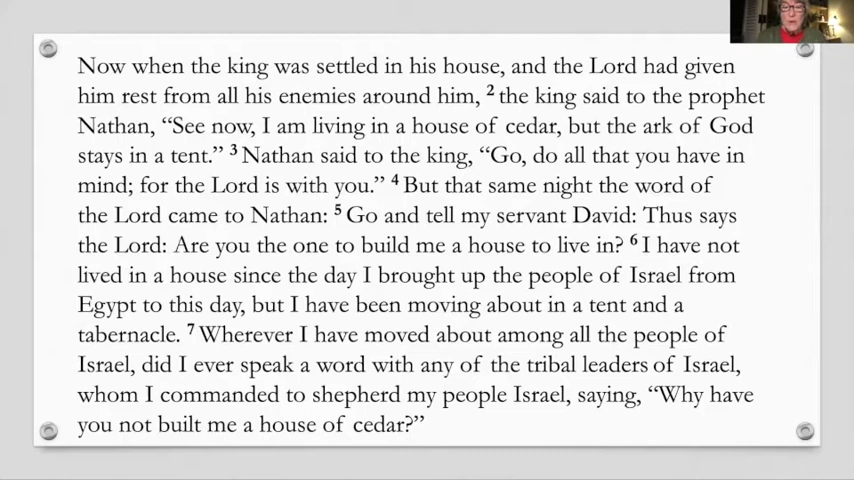 Now when the king was settled in his house, and the Lord had given
him rest from all his enemies around him, ² the king said to the prophet
Nathan, “See now, I am living in a house of cedar, but the ark of God
stays in a tent.” ³ Nathan said to the king, “Go, do all that you have in
mind; for the Lord is with you.” ⁴ But that same night the word of
the Lord came to Nathan: ⁵ Go and tell my servant David: Thus says
the Lord: Are you the one to build me a house to live in? ⁶ I have not
lived in a house since the day I brought up the people of Israel from
Egypt to this day, but I have been moving about in a tent and a
tabernacle. ⁷ Wherever I have moved about among all the people of
Israel, did I ever speak a word with any of the tribal leaders of Israel,
whom I commanded to shepherd my people Israel, saying, “Why have
you not built me a house of cedar?”